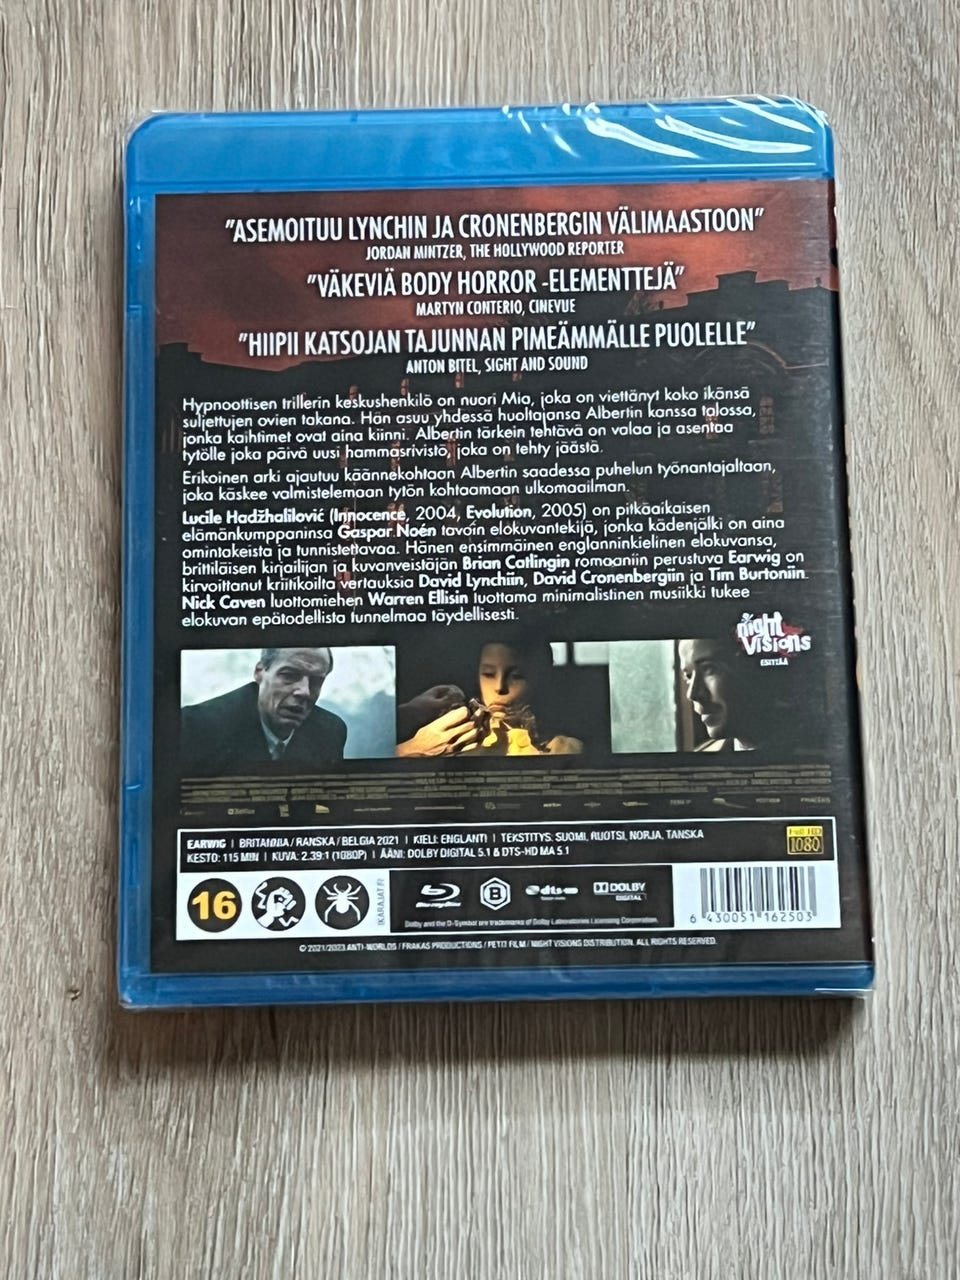 "ASEMOITUU LYNCHIN JA CRONENBERGIN VÄLIMAASTOON"
JORDAN MINTZER, THE HOLLYWOOD REPORTER
"VÄKEVIÄ BODY HORROR -ELEMENTTEJÄ"
MARTYN CONTERIO, CINEVUE
"HIIPII KATSOJAN TAJUNNAN PIMEÄMMÄLLE PUOLELLE"
ANTON BITEL, SIGHT AND SOUND
Hypnoottisen trillerin keskushenkilö on nuori Mia, joka on viettänyt koko ikänsä
suljettujen ovien takana. Hän asuu yhdessä huoltajansa Albertin kanssa talossa,
jonka kaihtimet ovat aina kiinni. Albertin tärkein tehtävä on valaa ja asentaa
tytölle joka päivä uusi hammasrivistö, joka on tehty jäästä.
Erikoinen arki ajautuu käännekohtaan Albertin saadessa puhelun työnantajaltaan,
joka käskee valmistelemaan tytön kohtaamaan ulkomaailman.
Lucile Hadžhalilović (Innocence, 2004, Evolution, 2005) on pitkäaikaisen
elämänkumppaninsa Gaspar Noén tavoin elokuvantekijä, jonka kädenjälki on aina
omintakeista ja tunnistettavaa. Hänen ensimmäinen englanninkielinen elokuvansa,
brittiläisen kirjailijan ja kuvanveistäjän Brian Catlingin romaaniin perustuva Earwig on
kirvoittanut kriitikoilta vertauksia David Lynchiin, David Cronenbergiin ja Tim Burtoniin.
Nick Caven luottomiehen Warren Ellisin luottama minimalistinen musiikki tukee
elokuvan epätodellista tunnelmaa täydellisesti.
night
visions
ESITTÄÄ
EARWIG | BRITANNIA / RANSKA / BELGIA 2021 | KIELI: ENGLANTI | TEKSTITYS: SUOMI, RUOTSI, NORJA, TANSKA
KESTO: 115 MIN | KUVA: 2.39:1 (1080P) | ÄÄNI: DOLBY DIGITAL 5.1 & DTS-HD MA 5.1
Full HD
1080
16
IKARAJAT.FI
Blu-ray Disc
B
dts-HD
DOLBY
DIGITAL
Dolby and the D-Symbol are trademarks of Dolby Laboratories Licensing Corporation.
6 430051 162503
© 2021/2023 ANTI-WORLDS / FRAKAS PRODUCTIONS / PETIT FILM / NIGHT VISIONS DISTRIBUTION. ALL RIGHTS RESERVED.